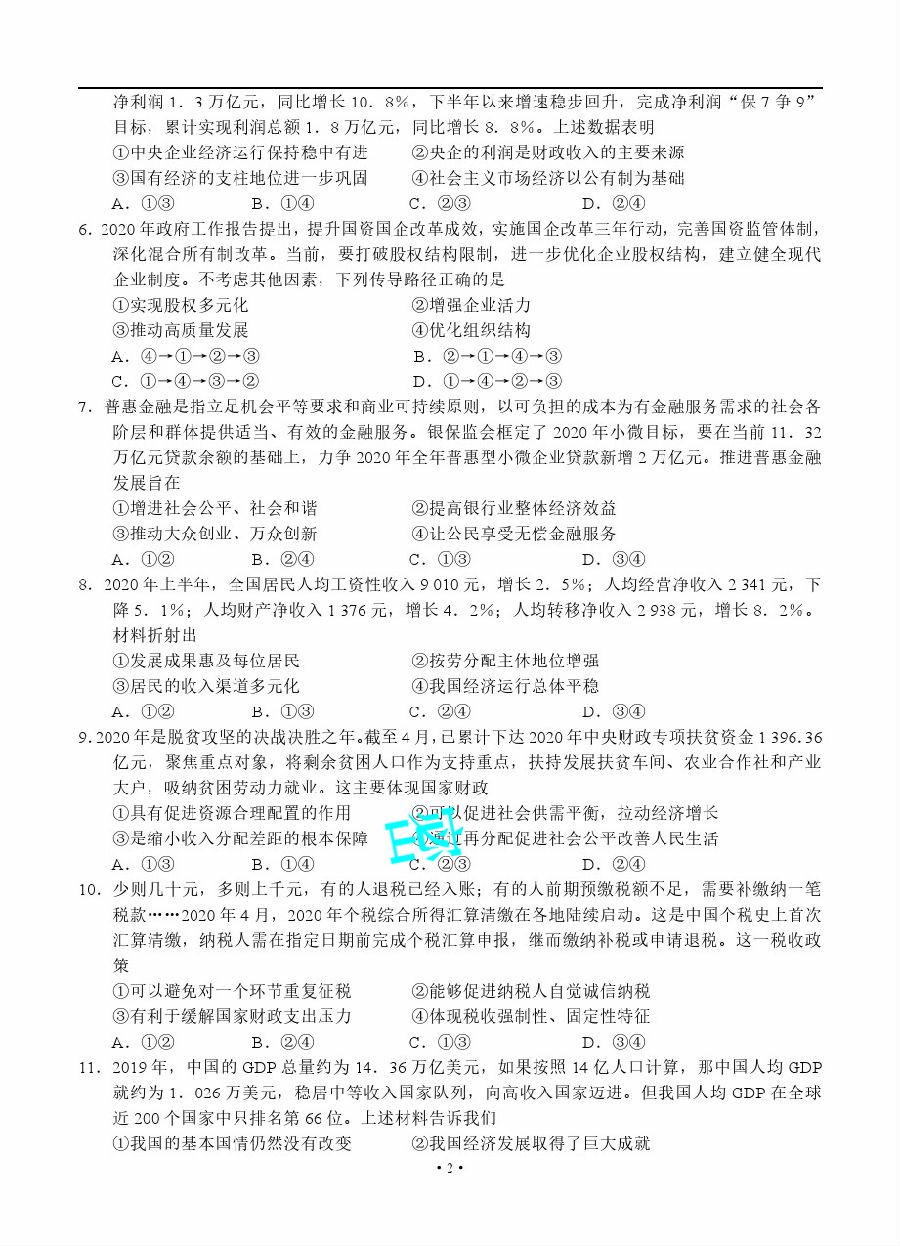 净利润 1．3 万亿元，同比增长 10．8%，下半年以来增速稳步回升，完成净利润“保 7 争 9”
目标，累计实现利润总额 1．8 万亿元，同比增长 8．8%。上述数据表明
①中央企业经济运行保持稳中有进 ②央企的利润是财政收入的主要来源
③国有经济的支柱地位进一步巩固 ④社会主义市场经济以公有制为基础
A．①③ B．①④ C．②③ D．②④
6．2020 年政府工作报告提出，提升国资国企改革成效，实施国企改革三年行动，完善国资监管体制，
深化混合所有制改革。当前，要打破股权结构限制，进一步优化企业股权结构，建立健全现代
企业制度。不考虑其他因素，下列传导路径正确的是
①实现股权多元化 ②增强企业活力
③推动高质量发展 ④优化组织结构
A．④→①→②→③ B．②→①→④→③
C．①→④→③→② D．①→④→②→③
7．普惠金融是指立足机会平等要求和商业可持续原则，以可负担的成本为有金融服务需求的社会各
阶层和群体提供适当、有效的金融服务。银保监会框定了 2020 年小微目标，要在当前 11．32
万亿元贷款余额的基础上，力争 2020 年全年普惠型小微企业贷款新增 2 万亿元。推进普惠金融
发展旨在
①增进社会公平、社会和谐 ②提高银行业整体经济效益
③推动大众创业、万众创新 ④让公民享受无偿金融服务
A．①② B．②④ C．①③ D．③④
8．2020 年上半年，全国居民人均工资性收入 9 010 元，增长 2．5%；人均经营净收入 2 341 元，下
降 5．1%；人均财产净收入 1 376 元，增长 4．2%；人均转移净收入 2 938 元，增长 8．2%。
材料折射出
①发展成果惠及每位居民 ②按劳分配主体地位增强
③居民的收入渠道多元化 ④我国经济运行总体平稳
A．①② B．①③ C．②④ D．③④
9．2020 年是脱贫攻坚的决战决胜之年。截至 4 月，已累计下达 2020 年中央财政专项扶贫资金 1 396．36
亿元，聚焦重点对象，将剩余贫困人口作为支持重点，扶持发展扶贫车间、农业合作社和产业
大户，吸纳贫困劳动力就业。这主要体现国家财政
①具有促进资源合理配置的作用 ②可以促进社会供需平衡，拉动经济增长
③是缩小收入分配差距的根本保障 ④通过再分配促进社会公平改善人民生活
A．①③ B．①④ C．②③ D．②④
10．少则几十元，多则上千元，有的人退税已经入账；有的人前期预缴税额不足，需要补缴纳一笔
税款……2020 年 4 月，2020 年个税综合所得汇算清缴在各地陆续启动。这是中国个税史上首次
汇算清缴，纳税人需在指定日期前完成个税汇算申报，继而缴纳补税或申请退税。这一税收政
策
①可以避免对一个环节重复征税 ②能够促进纳税人自觉诚信纳税
③有利于缓解国家财政支出压力 ④体现税收强制性、固定性特征
A．①② B．②④ C．①③ D．③④
11．2019 年，中国的 GDP 总量约为 14．36 万亿美元，如果按照 14 亿人口计算，那中国人均 GDP
就约为 1．026 万美元，稳居中等收入国家队列，向高收入国家迈进。但我国人均 GDP 在全球
近 200 个国家中只排名第 66 位。上述材料告诉我们
①我国的基本国情仍然没有改变 ②我国经济发展取得了巨大成就
·2·